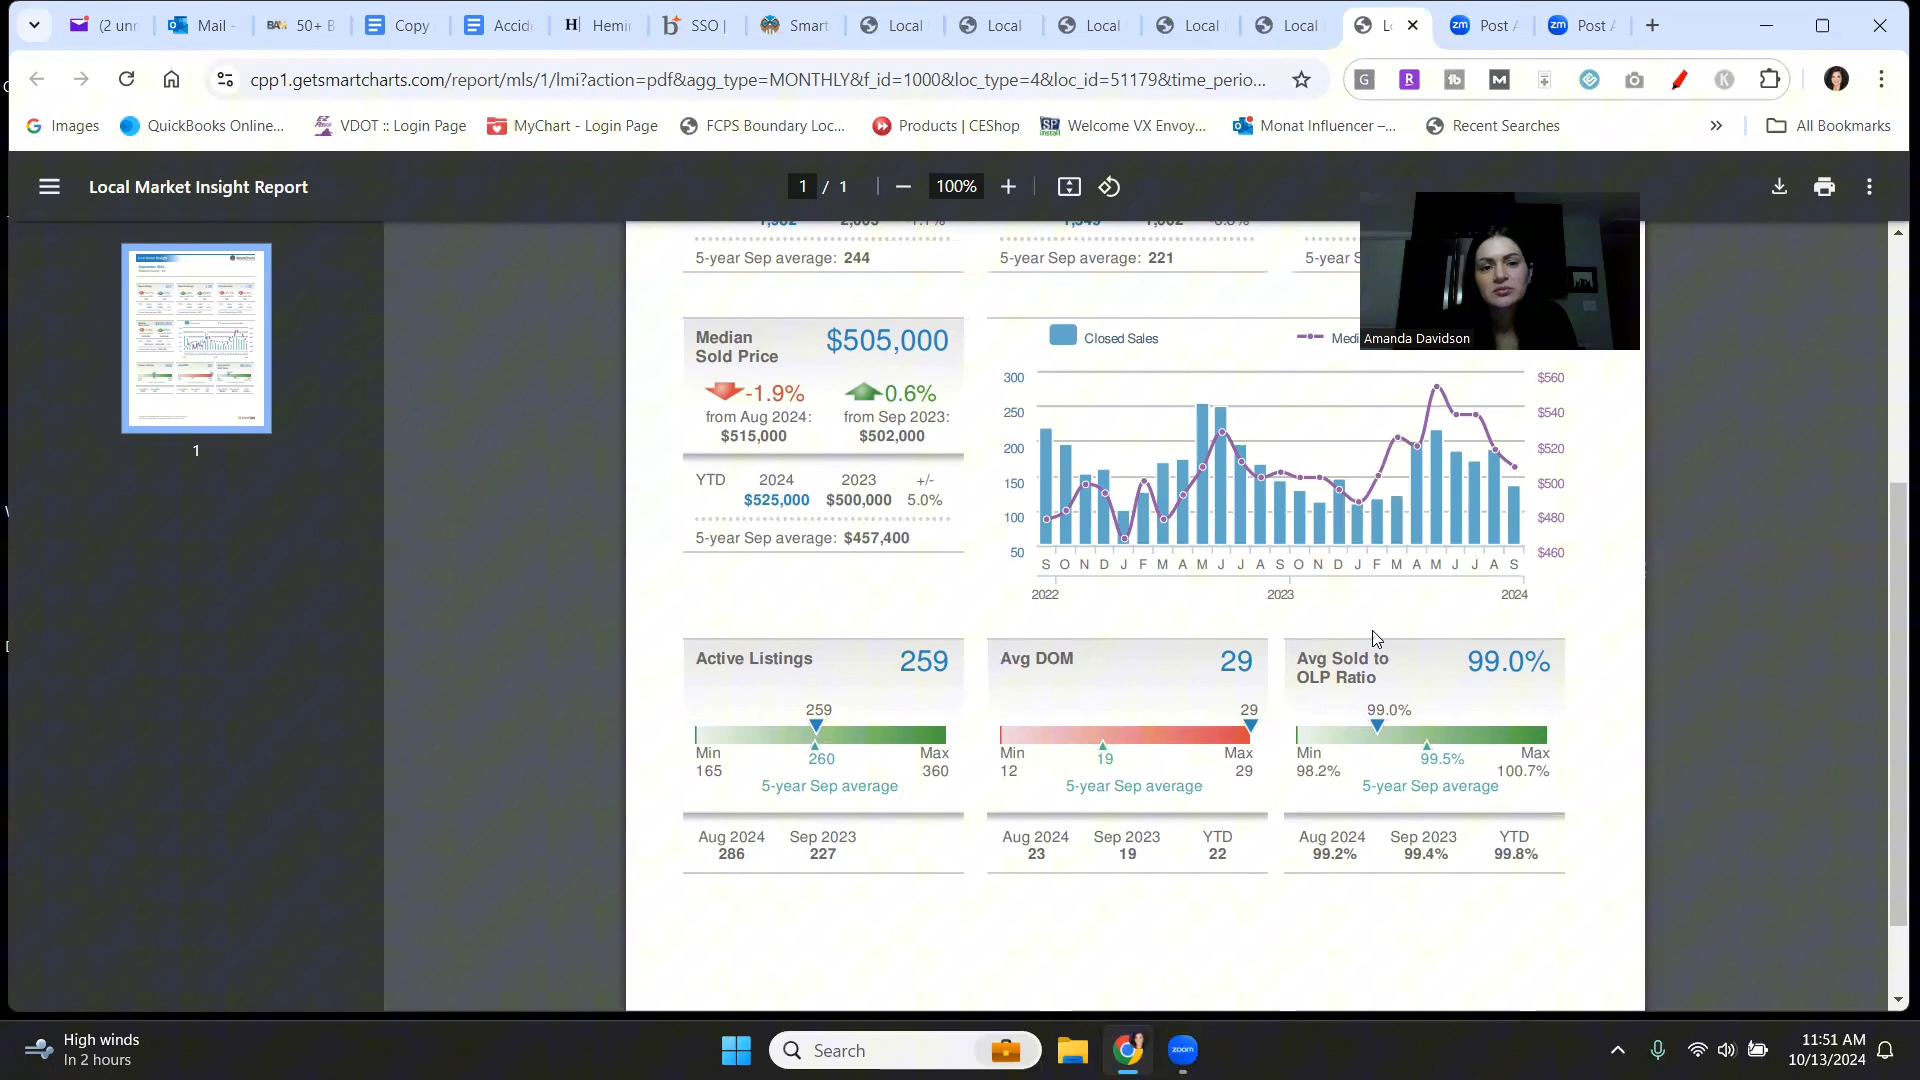 (2 unr
Mail -
50+ B
Copy
Accid
Hemi
SSO |
Smart
Local
Local
Local
Local
Local
Post A
Post A
cpp1.getsmartcharts.com/report/mls/1/lmi?action=pdf&agg_type=MONTHLY&f_id=1000&loc_type=4&loc_id=51179&time_perio...
Images
QuickBooks Online...
VDOT :: Login Page
MyChart - Login Page
FCPS Boundary Loc...
Products | CEShop
Welcome VX Envoy...
Monat Influencer –...
Recent Searches
»
All Bookmarks
Local Market Insight Report
1 / 1
100%
1
5-year Sep average: 244
5-year Sep average: 221
5-year S
Amanda Davidson
Median
Sold Price
$505,000
-1.9%
0.6%
from Aug 2024:
from Sep 2023:
$515,000
$502,000
YTD 2024 2023 +/-
$525,000 $500,000 5.0%
5-year Sep average: $457,400
Closed Sales
Medi
300 $560
250 $540
200 $520
150 $500
100 $480
50 $460
S O N D J F M A M J J A S O N D J F M A M J J A S
2022 2023 2024
Active Listings 259
259
Min Max
165 260 360
5-year Sep average
Aug 2024 Sep 2023
286 227
Avg DOM 29
29
Min Max
12 19 29
5-year Sep average
Aug 2024 Sep 2023 YTD
23 19 22
Avg Sold to
OLP Ratio
99.0%
99.0%
Min Max
98.2% 99.5% 100.7%
5-year Sep average
Aug 2024 Sep 2023 YTD
99.2% 99.4% 99.8%
High winds
In 2 hours
Search
zoom
11:51 AM
10/13/2024